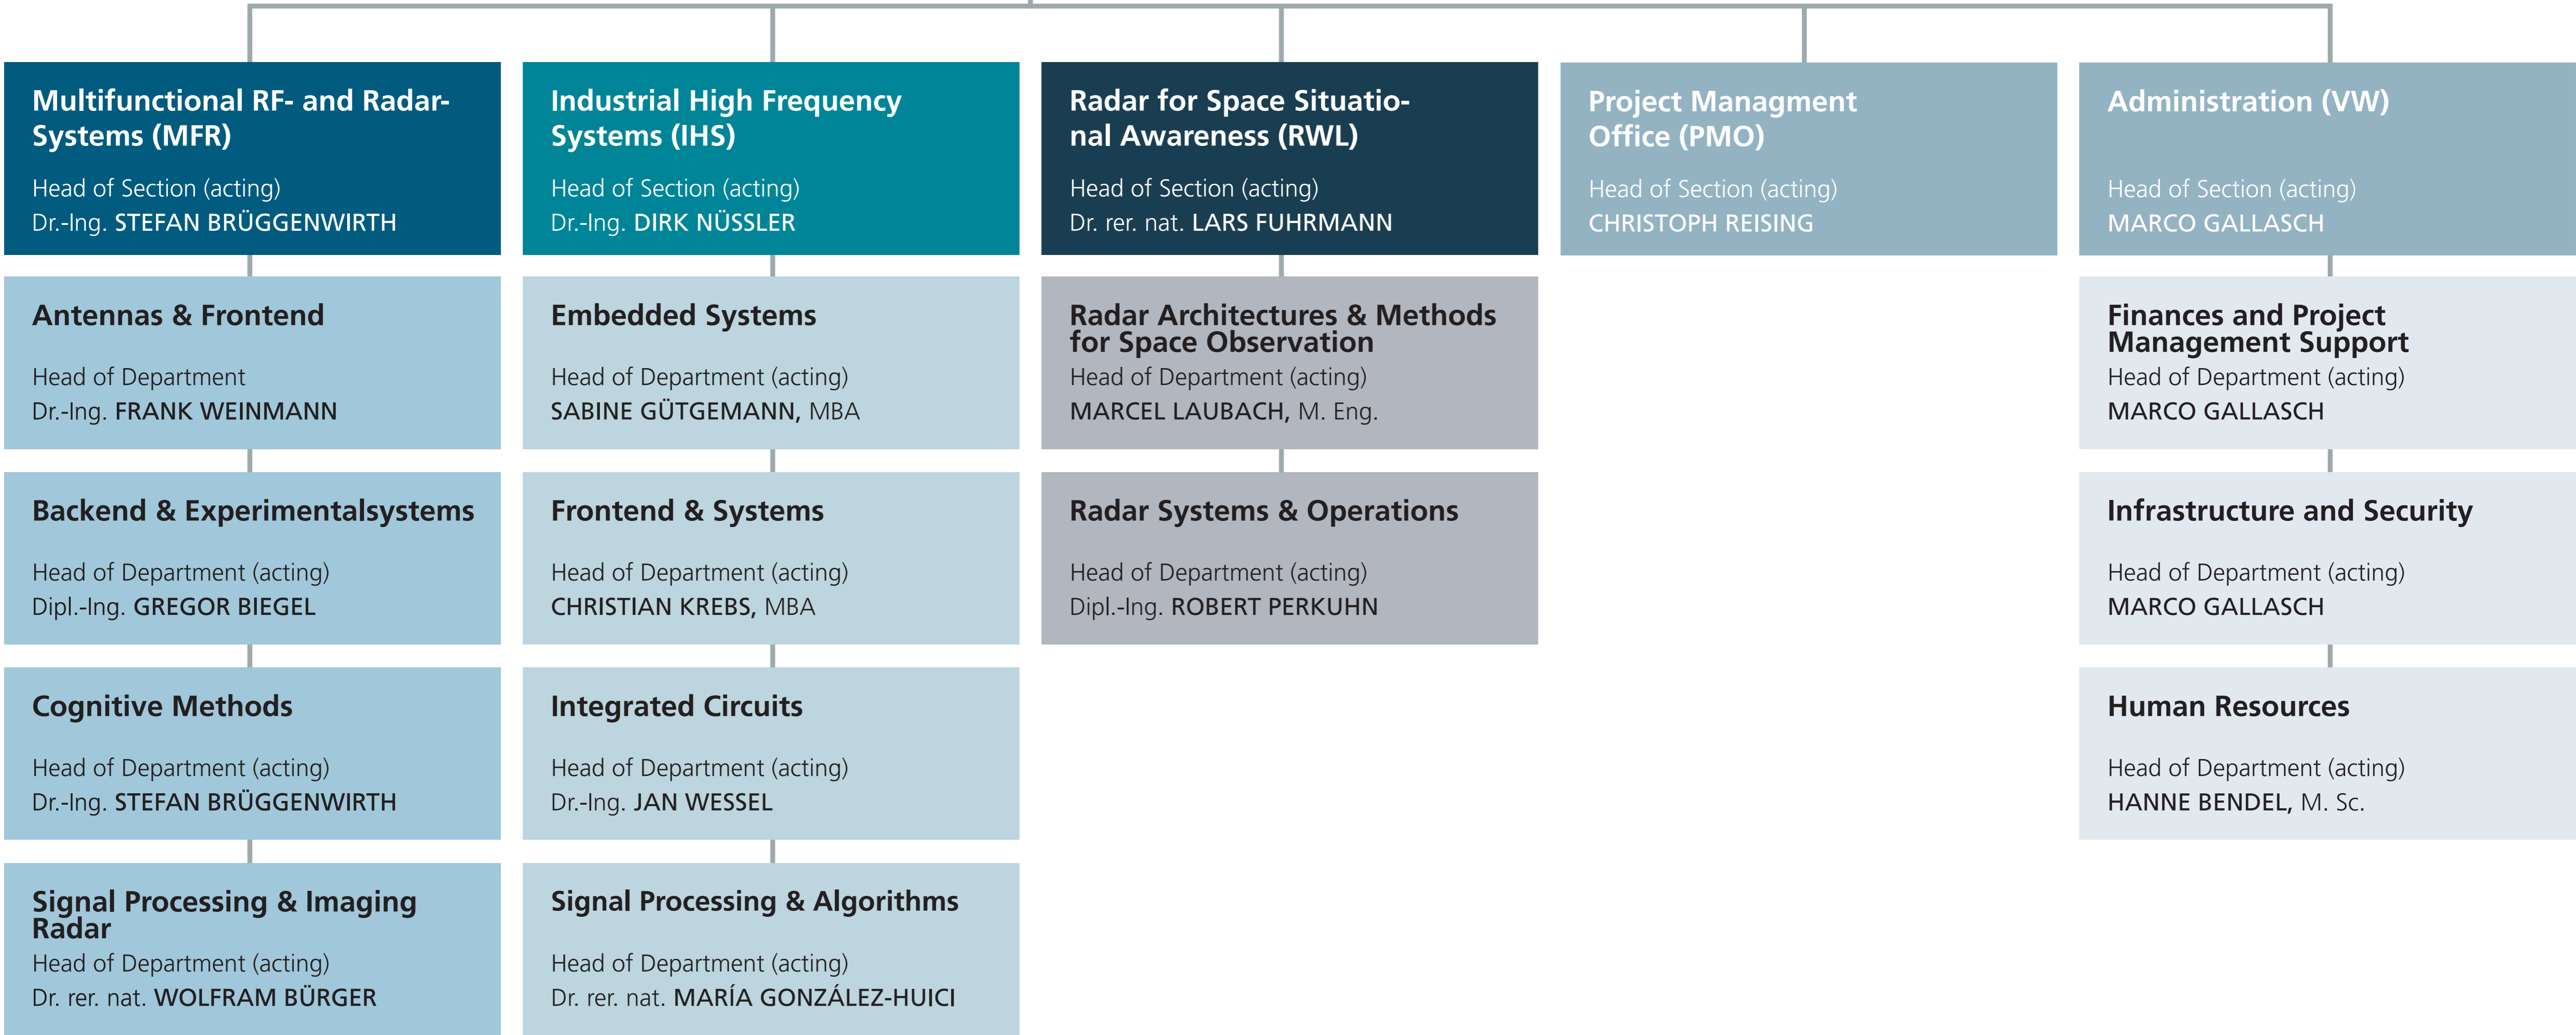 Multifunctional RF- and Radar-
Systems (MFR)
Head of Section (acting)
Dr.-Ing. STEFAN BRÜGGENWIRTH
Antennas & Frontend
Head of Department
Dr.-Ing. FRANK WEINMANN
Backend & Experimentalsystems
Head of Department (acting)
Dipl.-Ing. GREGOR BIEGEL
Cognitive Methods
Head of Department (acting)
Dr.-Ing. STEFAN BRÜGGENWIRTH
Signal Processing & Imaging
Radar
Head of Department (acting)
Dr. rer. nat. WOLFRAM BÜRGER
Industrial High Frequency
Systems (IHS)
Head of Section (acting)
Dr.-Ing. DIRK NÜSSLER
Embedded Systems
Head of Department (acting)
SABINE GÜTGEMANN, MBA
Frontend & Systems
Head of Department (acting)
CHRISTIAN KREBS, MBA
Integrated Circuits
Head of Department (acting)
Dr.-Ing. JAN WESSEL
Signal Processing & Algorithms
Head of Department (acting)
Dr. rer. nat. MARÍA GONZÁLEZ-HUICI
Radar for Space Situatio-
nal Awareness (RWL)
Head of Section (acting)
Dr. rer. nat. LARS FUHRMANN
Radar Architectures & Methods
for Space Observation
Head of Department (acting)
MARCEL LAUBACH, M. Eng.
Radar Systems & Operations
Head of Department (acting)
Dipl.-Ing. ROBERT PERKUHN
Project Managment
Office (PMO)
Head of Section (acting)
CHRISTOPH REISING
Administration (VW)
Head of Section (acting)
MARCO GALLASCH
Finances and Project
Management Support
Head of Department (acting)
MARCO GALLASCH
Infrastructure and Security
Head of Department (acting)
MARCO GALLASCH
Human Resources
Head of Department (acting)
HANNE BENDEL, M. Sc.